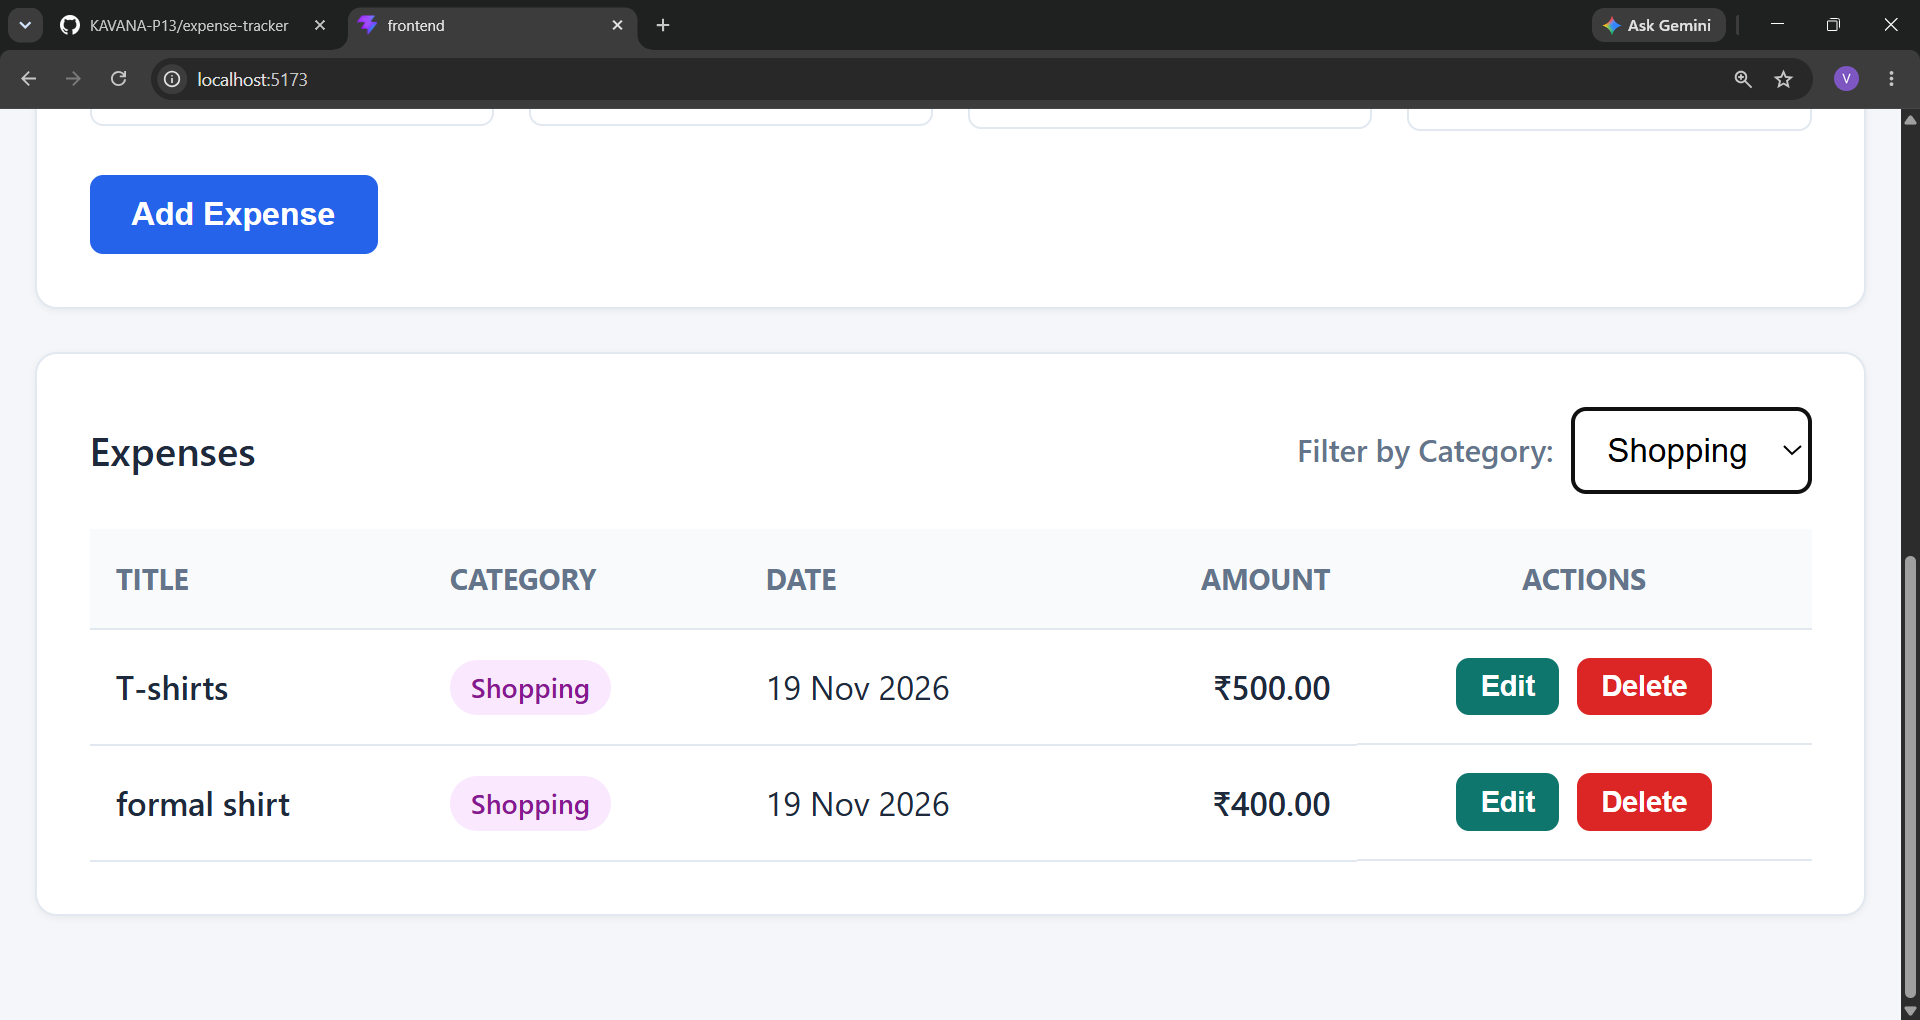 KAVANA-P13/expense-tracker
frontend
Ask Gemini
localhost:5173
V
Add Expense
Expenses
Filter by Category:
Shopping
TITLE CATEGORY DATE AMOUNT ACTIONS
T-shirts Shopping 19 Nov 2026 ₹500.00 Edit Delete
formal shirt Shopping 19 Nov 2026 ₹400.00 Edit Delete